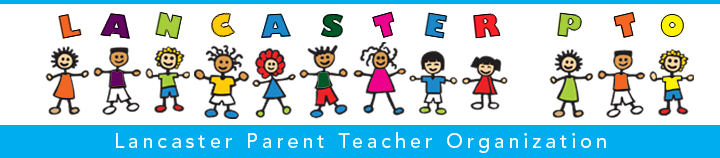 LANCASTER PTO
Lancaster Parent Teacher Organization